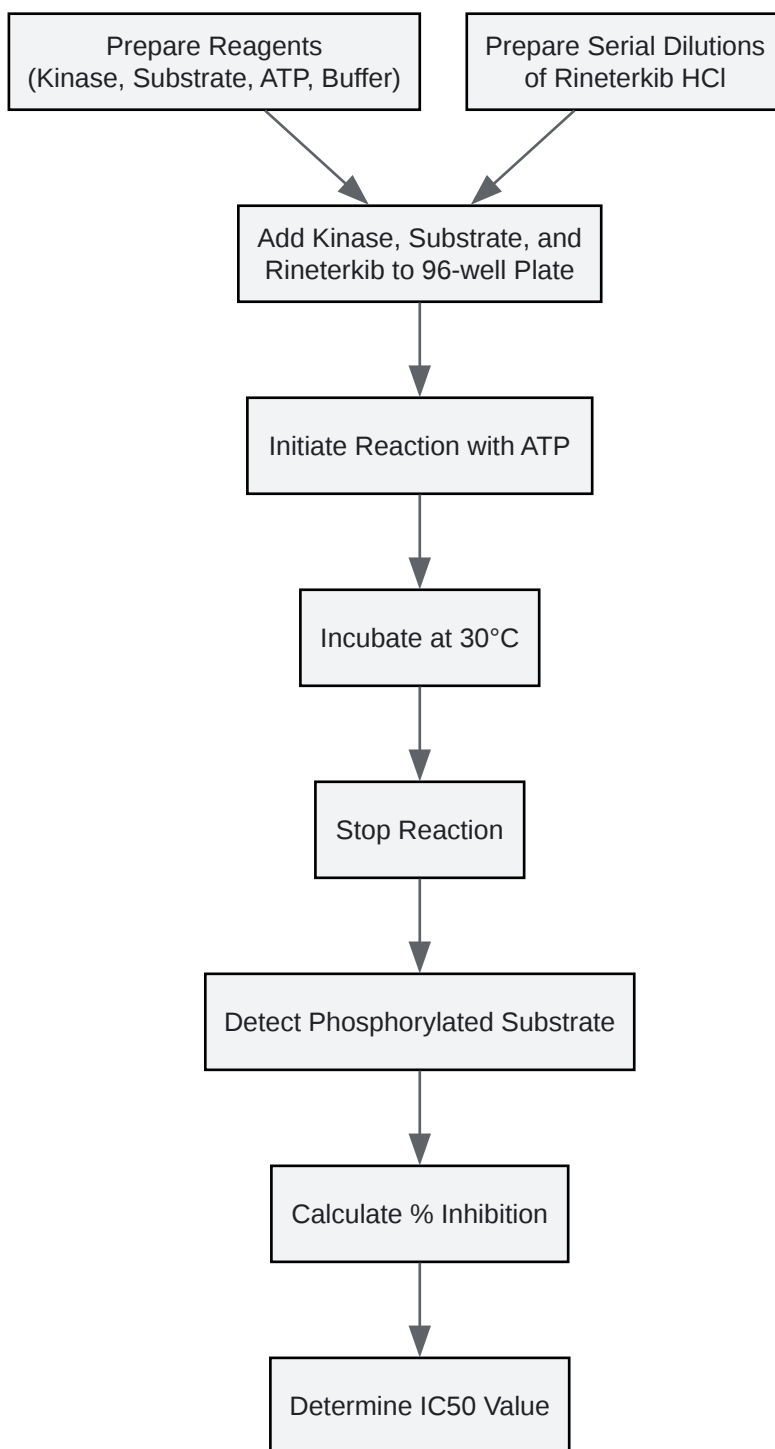 Prepare Reagents
(Kinase, Substrate, ATP, Buffer)
Prepare Serial Dilutions
of Rineterkib HCl
Add Kinase, Substrate, and
Rineterkib to 96-well Plate
Initiate Reaction with ATP
Incubate at 30°C
Stop Reaction
Detect Phosphorylated Substrate
Calculate % Inhibition
Determine IC50 Value